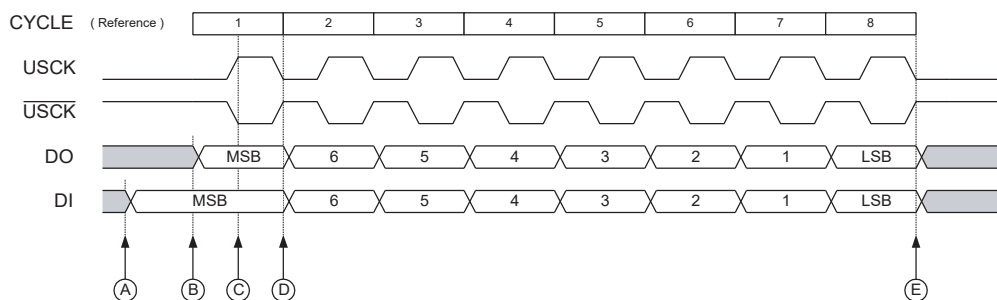 CYCLE ( Reference ) 1 2 3 4 5 6 7 8
USCK
U̅S̅C̅K̅
DO MSB 6 5 4 3 2 1 LSB
DI MSB 6 5 4 3 2 1 LSB
A B C D E